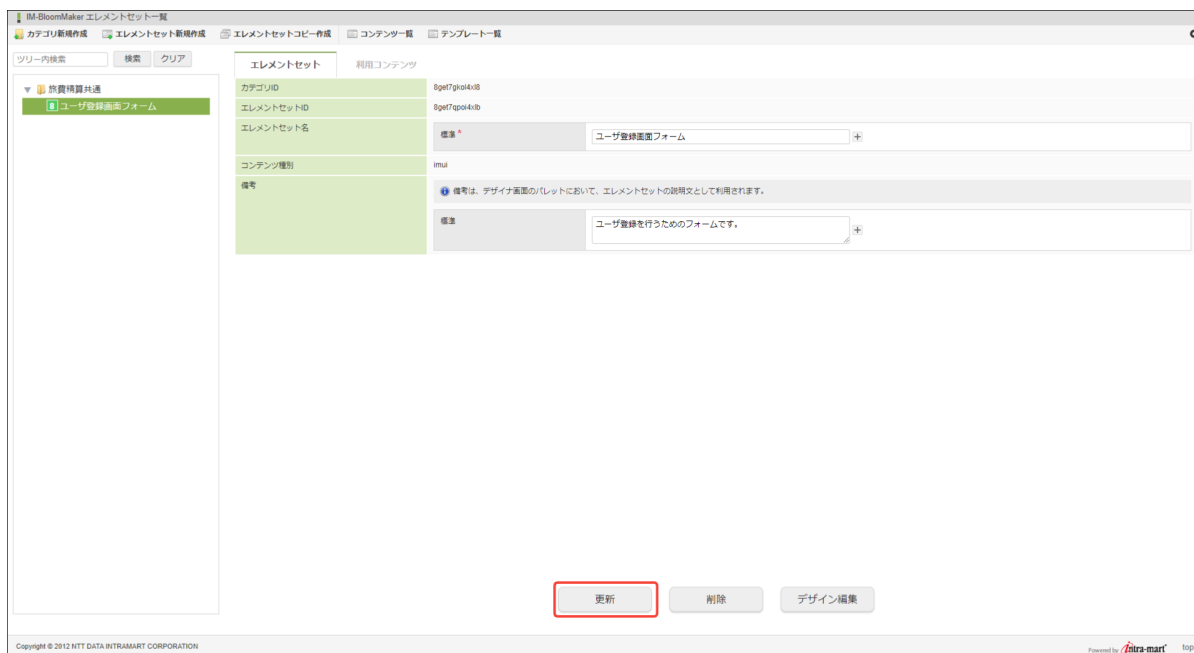 IM-BloomMaker エレメントセット一覧
カテゴリ新規作成 エレメントセット新規作成 エレメントセットコピー作成 コンテンツ一覧 テンプレート一覧
ツリー内検索 検索 クリア
エレメントセット 利用コンテンツ
旅費精算共通
8 ユーザ登録画面フォーム
カテゴリID 8get7gkoi4xl8
エレメントセットID 8get7qpoi4xlb
エレメントセット名 標準 * ユーザ登録画面フォーム
コンテンツ種別 imui
備考 備考は、デザイナ画面のパレットにおいて、エレメントセットの説明文として利用されます。
標準 ユーザ登録を行うためのフォームです。
更新 削除 デザイン編集
Copyright © 2012 NTT DATA INTRAMART CORPORATION Powered by intra-mart top